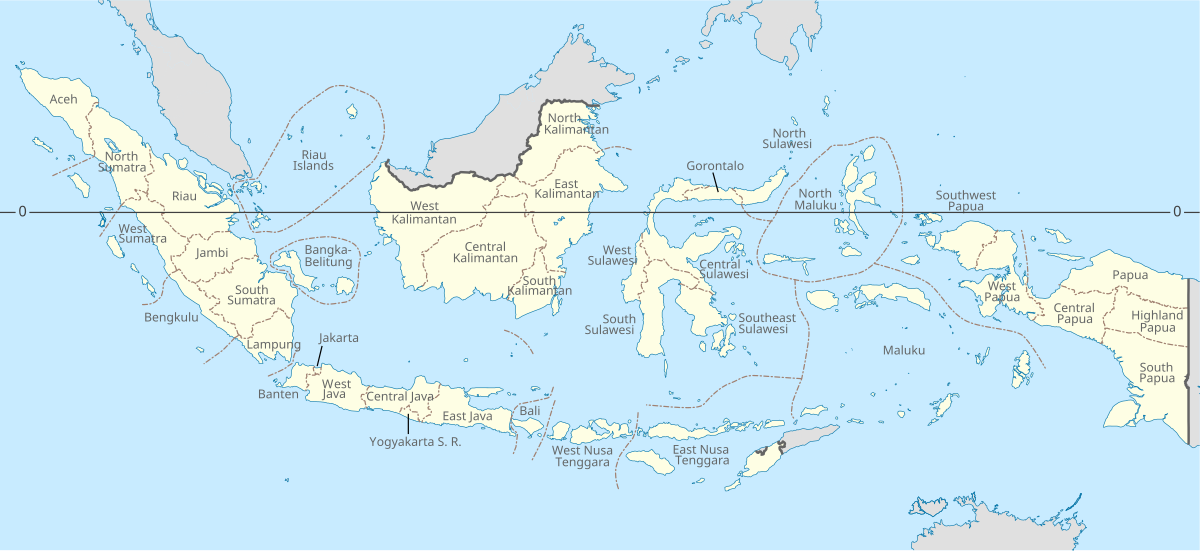 Aceh
North
Sumatra
Riau
Islands
Riau
West
Sumatra
Jambi
Bangka-
Belitung
South
Sumatra
Bengkulu
Lampung
Jakarta
Banten
West
Java
Central Java
Yogyakarta S. R.
East Java
Bali
West Nusa
Tenggara
East Nusa
Tenggara
North
Kalimantan
East
Kalimantan
West
Kalimantan
Central
Kalimantan
South
Kalimantan
North
Sulawesi
Gorontalo
West
Sulawesi
Central
Sulawesi
South
Sulawesi
Southeast
Sulawesi
North
Maluku
Maluku
Southwest
Papua
West
Papua
Papua
Central
Papua
Highland
Papua
South
Papua
0
0